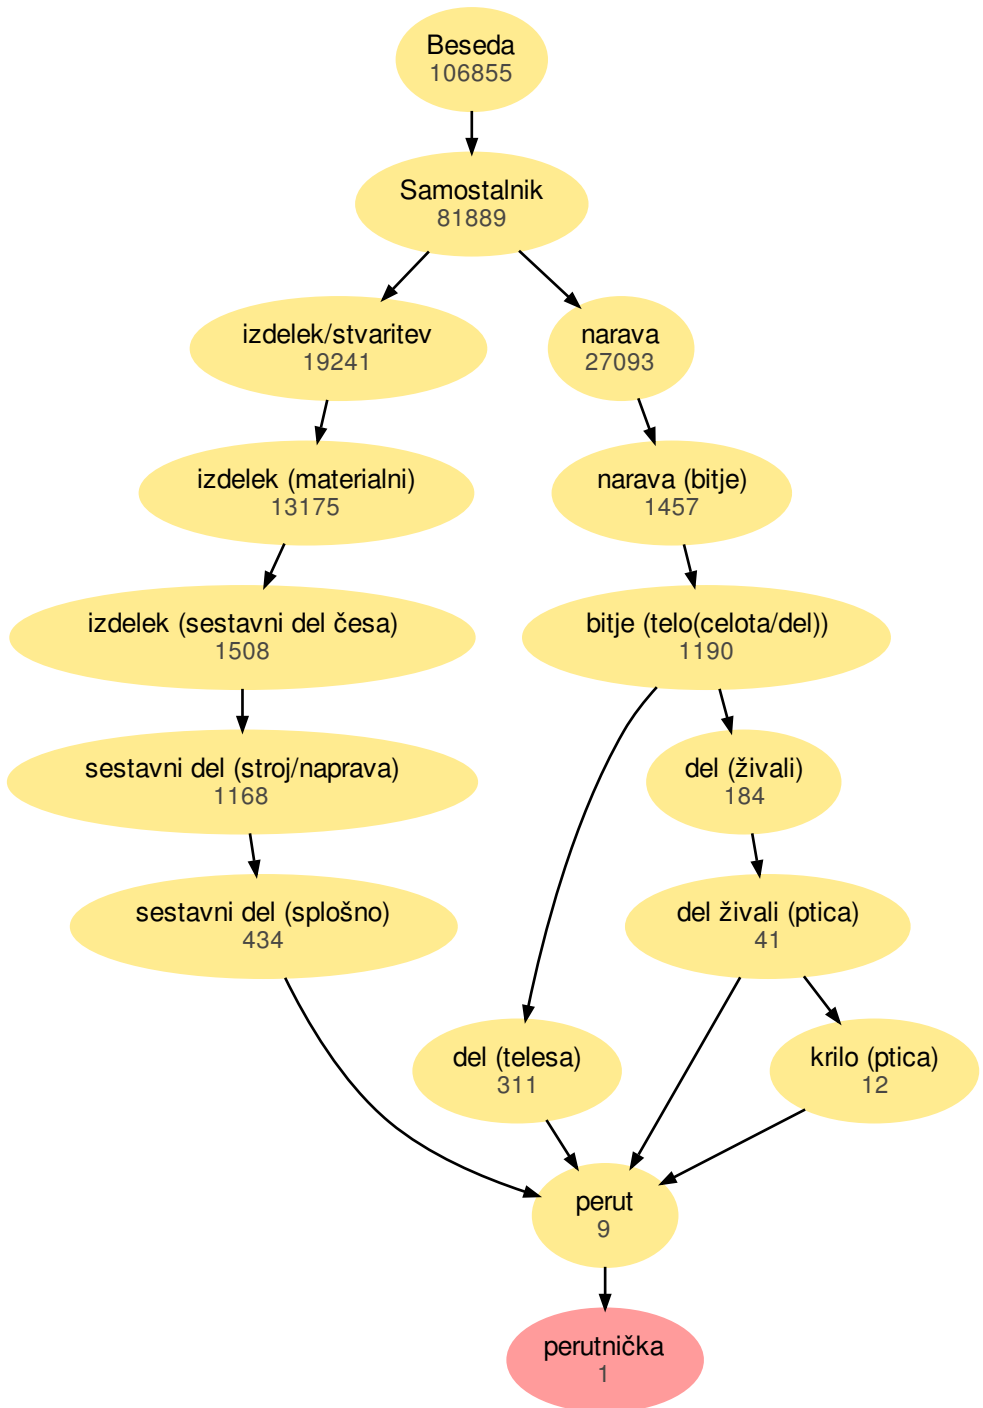 Beseda
106855
Samostalnik
81889
izdelek/stvaritev
19241
narava
27093
izdelek (materialni)
13175
narava (bitje)
1457
izdelek (sestavni del česa)
1508
bitje (telo(celota/del))
1190
sestavni del (stroj/naprava)
1168
del (živali)
184
sestavni del (splošno)
434
del živali (ptica)
41
del (telesa)
311
krilo (ptica)
12
perut
9
perutnička
1